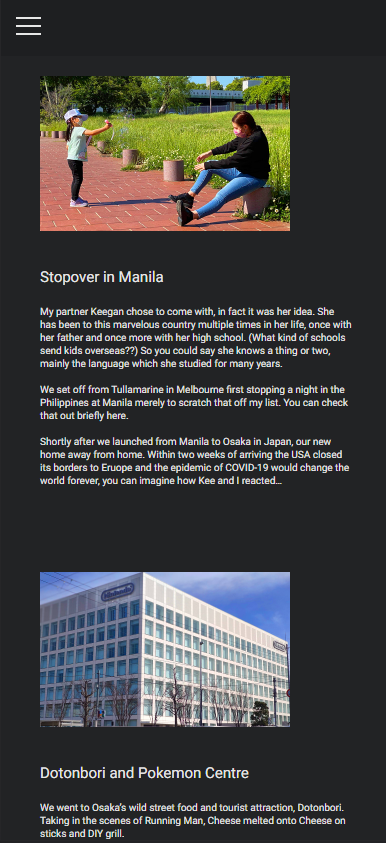 Stopover in Manila
My partner Keegan chose to come with, in fact it was her idea. She
has been to this marvelous country multiple times in her life, once with
her father and once more with her high school. (What kind of schools
send kids overseas??) So you could say she knows a thing or two,
mainly the language which she studied for many years.
We set off from Tullamarine in Melbourne first stopping a night in the
Philippines at Manila merely to scratch that off my list. You can check
that out briefly here.
Shortly after we launched from Manila to Osaka in Japan, our new
home away from home. Within two weeks of arriving the USA closed
its borders to Eruope and the epidemic of COVID-19 would change the
world forever, you can imagine how Kee and I reacted…
Nintendo
Dotonbori and Pokemon Centre
We went to Osaka's wild street food and tourist attraction, Dotonbori.
Taking in the scenes of Running Man, Cheese melted onto Cheese on
sticks and DIY grill.